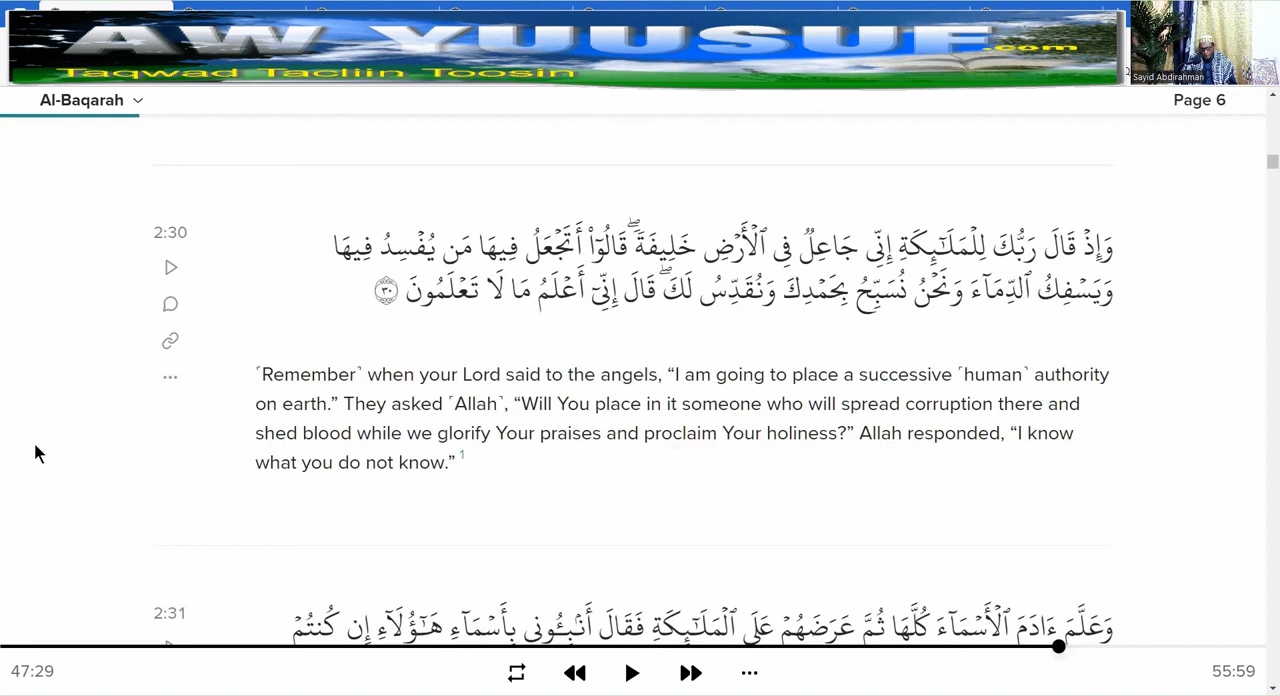 AW YUUSUF.com
Taqwad Tacliin Toosin
Sayid Abdirahman
Al-Baqarah
Page 6
2:30
وَإِذْ قَالَ رَبُّكَ لِلْمَلَـٰٓئِكَةِ إِنِّى جَاعِلٌ فِى ٱلْأَرْضِ خَلِيفَةً ۖ قَالُوٓا۟ أَتَجْعَلُ فِيهَا مَن يُفْسِدُ فِيهَا
وَيَسْفِكُ ٱلدِّمَآءَ وَنَحْنُ نُسَبِّحُ بِحَمْدِكَ وَنُقَدِّسُ لَكَ ۖ قَالَ إِنِّىٓ أَعْلَمُ مَا لَا تَعْلَمُونَ ٣٠
˹Remember˺ when your Lord said to the angels, “I am going to place a successive ˹human˺ authority
on earth.” They asked ˹Allah˺, “Will You place in it someone who will spread corruption there and
shed blood while we glorify Your praises and proclaim Your holiness?” Allah responded, “I know
what you do not know.” 1
2:31
وَعَلَّمَ ءَادَمَ ٱلْأَسْمَآءَ كُلَّهَا ثُمَّ عَرَضَهُمْ عَلَى ٱلْمَلَـٰٓئِكَةِ فَقَالَ أَنۢبِـُٔونِى بِأَسْمَآءِ هَـٰٓؤُلَآءِ إِن كُنتُمْ
47:29
55:59